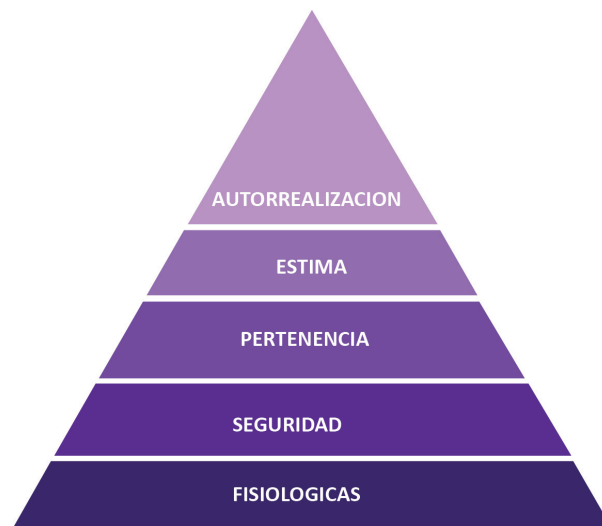 AUTORREALIZACION
ESTIMA
PERTENENCIA
SEGURIDAD
FISIOLOGICAS